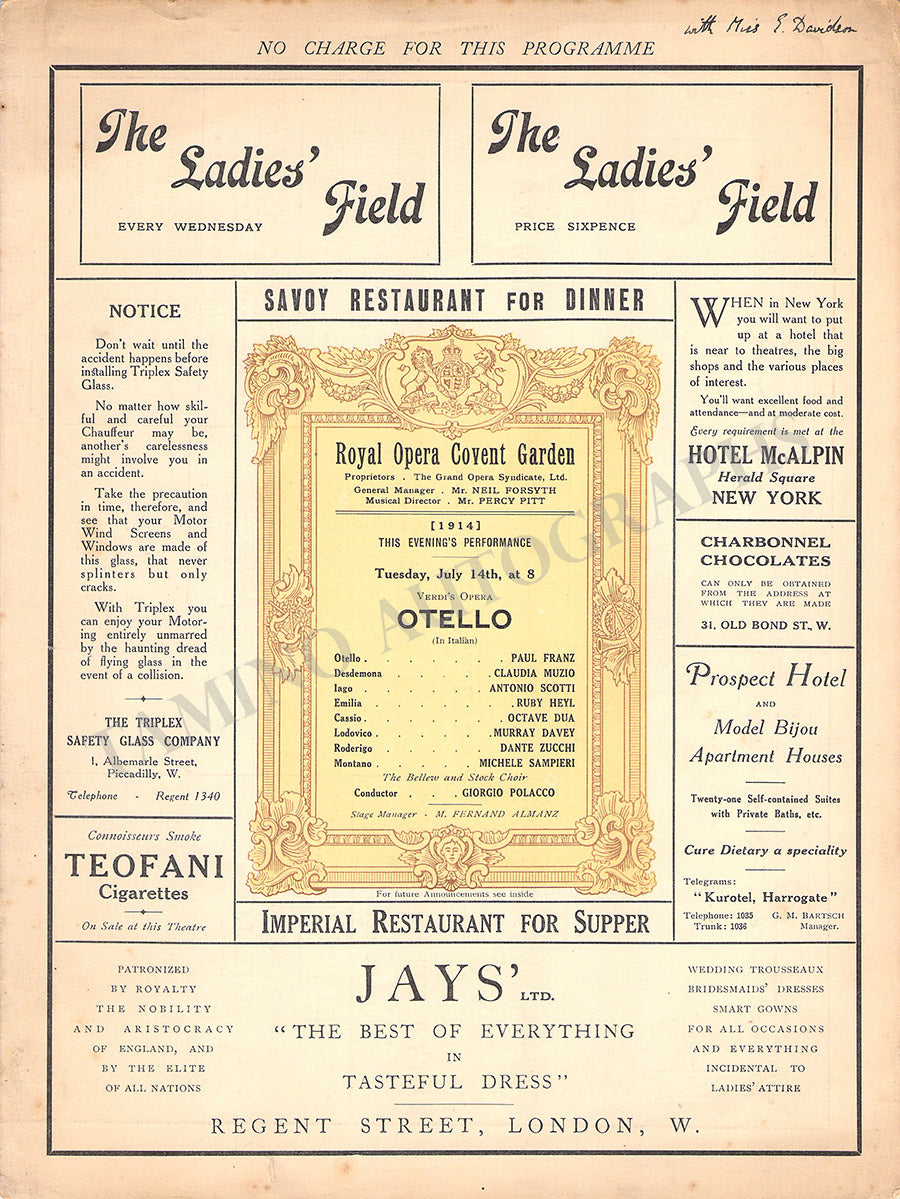 with Miss E. Davidson
NO CHARGE FOR THIS PROGRAMME
The
Ladies'
Field
EVERY WEDNESDAY
The
Ladies'
Field
PRICE SIXPENCE
NOTICE
Don't wait until the
accident happens before
installing Triplex Safety
Glass.
No matter how skil-
ful and careful your
Chauffeur may be,
another's carelessness
might involve you in
an accident.
Take the precaution
in time, therefore, and
see that your Motor
Wind Screens and
Windows are made of
this glass, that never
splinters but only
cracks.
With Triplex you
can enjoy your Motor-
ing entirely unmarred
by the haunting dread
of flying glass in the
event of a collision.
THE TRIPLEX
SAFETY GLASS COMPANY
1, Albemarle Street,
Piccadilly, W.
Telephone - Regent 1340
Connoisseurs Smoke
TEOFANI
Cigarettes
On Sale at this Theatre
SAVOY RESTAURANT FOR DINNER
Royal Opera Covent Garden
Proprietors . The Grand Opera Syndicate, Ltd.
General Manager . Mr. NEIL FORSYTH
Musical Director . Mr. PERCY PITT
[1914]
THIS EVENING'S PERFORMANCE
Tuesday, July 14th, at 8
VERDI'S OPERA
OTELLO
(In Italian)
Otello . . . . . . . PAUL FRANZ
Desdemona . . . . . . CLAUDIA MUZIO
Iago . . . . . . ANTONIO SCOTTI
Emilia . . . . . . RUBY HEYL
Cassio . . . . . . OCTAVE DUA
Lodovico . . . . . . MURRAY DAVEY
Roderigo . . . . . DANTE ZUCCHI
Montano . . . . . MICHELE SAMPIERI
The Bellew and Stock Choir
Conductor . . . GIORGIO POLACCO
Stage Manager - M. FERNAND ALMANZ
For future Announcements see inside
IMPERIAL RESTAURANT FOR SUPPER
WHEN in New York
you will want to put
up at a hotel that
is near to theatres, the big
shops and the various places
of interest.
You'll want excellent food and
attendance—and at moderate cost.
Every requirement is met at the
HOTEL McALPIN
Herald Square
NEW YORK
CHARBONNEL
CHOCOLATES
CAN ONLY BE OBTAINED
FROM THE ADDRESS AT
WHICH THEY ARE MADE
31, OLD BOND ST., W.
Prospect Hotel
AND
Model Bijou
Apartment Houses
Twenty-one Self-contained Suites
with Private Baths, etc.
Cure Dietary a speciality
Telegrams:
"Kurotel, Harrogate"
Telephone: 1035 G. M. BARTSCH
Trunk: 1036 Manager.
PATRONIZED
BY ROYALTY
THE NOBILITY
AND ARISTOCRACY
OF ENGLAND, AND
BY THE ELITE
OF ALL NATIONS
JAYS' LTD.
"THE BEST OF EVERYTHING
IN
TASTEFUL DRESS"
REGENT STREET, LONDON, W.
WEDDING TROUSSEAUX
BRIDESMAIDS' DRESSES
SMART GOWNS
FOR ALL OCCASIONS
AND EVERYTHING
INCIDENTAL TO
LADIES' ATTIRE
TAMINO AUTOGRAPHS